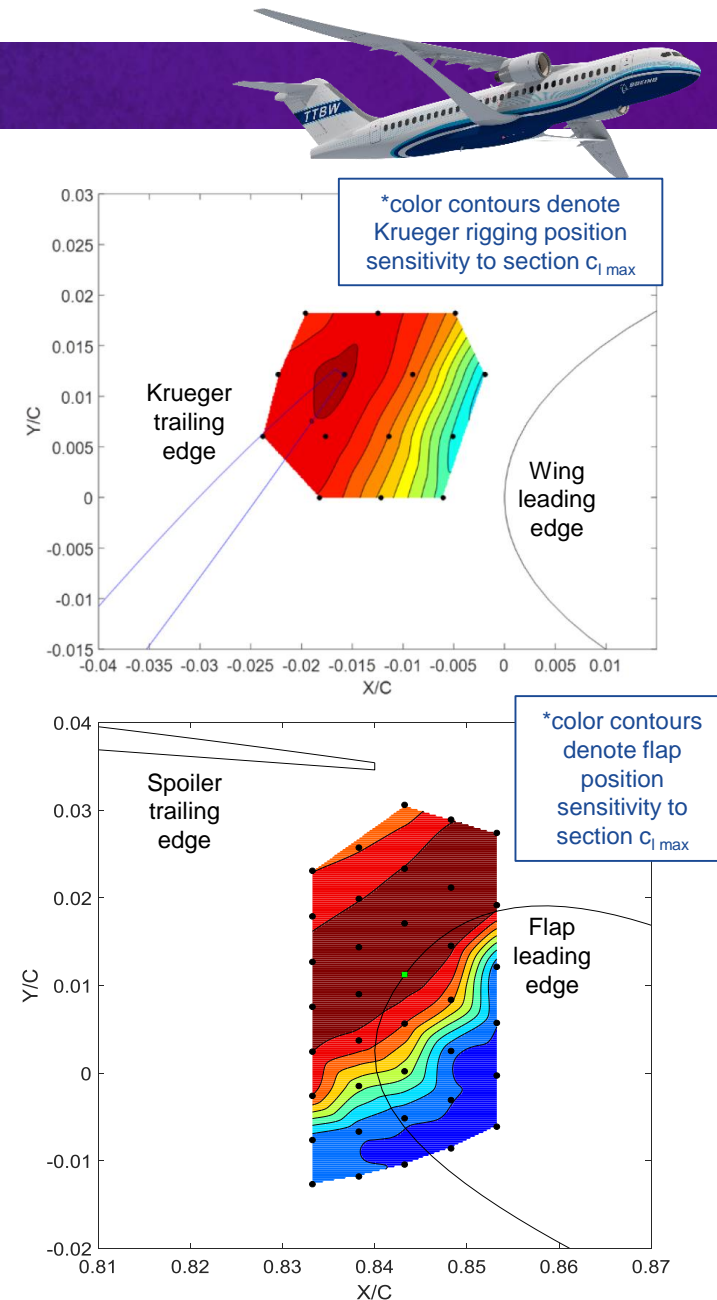 TTBW
BOEING
*color contours denote
Krueger rigging position
sensitivity to section c_l max
0.03
0.025
0.02
0.015
0.01
0.005
0
-0.005
-0.01
-0.015
Y/C
Krueger
trailing
edge
Wing
leading
edge
-0.04 -0.035 -0.03 -0.025 -0.02 -0.015 -0.01 -0.005 0 0.005 0.01
X/C
*color contours
denote flap
position
sensitivity to
section c_l max
0.04
0.03
0.02
0.01
0
-0.01
-0.02
Y/C
Spoiler
trailing
edge
Flap
leading
edge
0.81 0.82 0.83 0.84 0.85 0.86 0.87
X/C